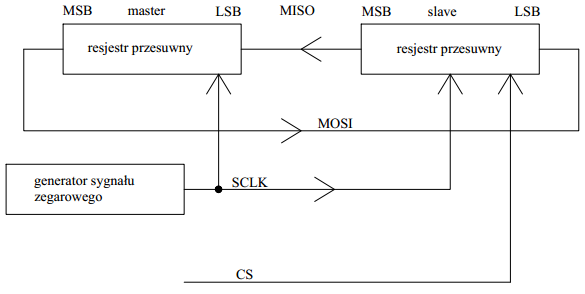 MSB master LSB MISO MSB slave LSB
resjestr przesuwny resjestr przesuwny
MOSI
generator sygnału
zegarowego
SCLK
CS